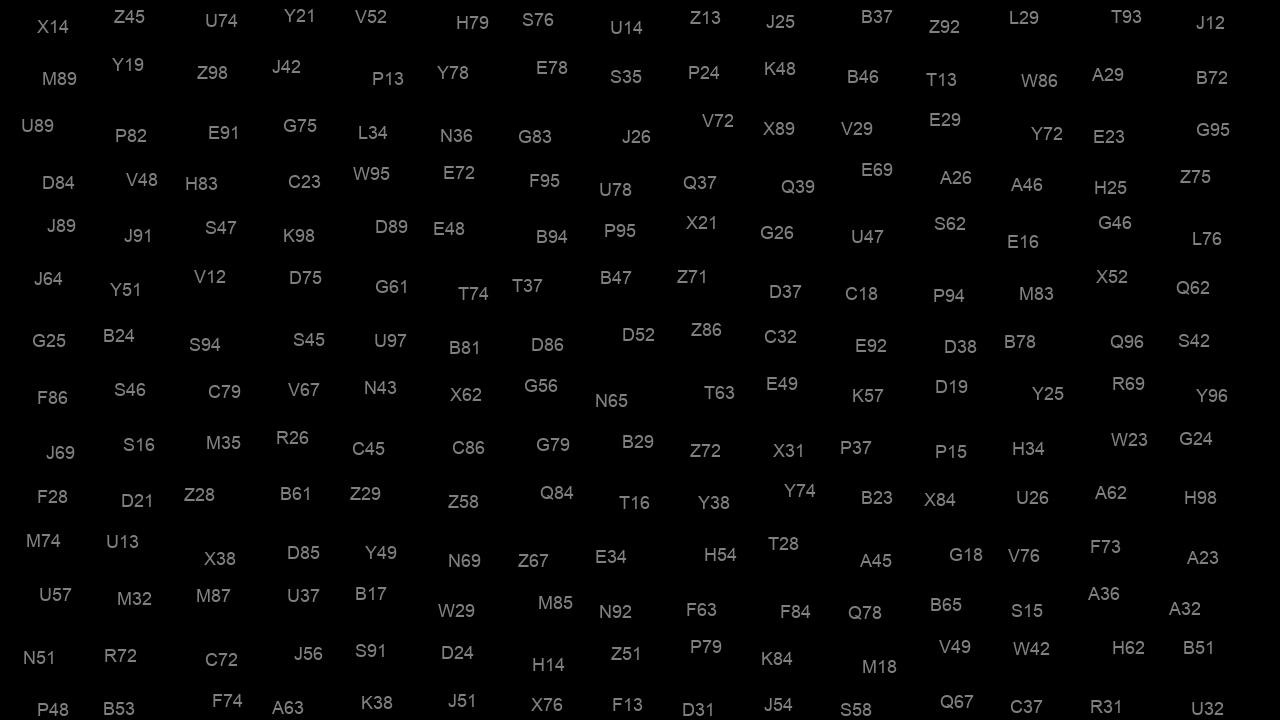 X14 Z45 U74 Y21 V52 H79 S76 U14 Z13 J25 B37 Z92 L29 T93 J12
M89 Y19 Z98 J42 P13 Y78 E78 S35 P24 K48 B46 T13 W86 A29 B72
U89 P82 E91 G75 L34 N36 G83 J26 V72 X89 V29 E29 Y72 E23 G95
D84 V48 H83 C23 W95 E72 F95 U78 Q37 Q39 E69 A26 A46 H25 Z75
J89 J91 S47 K98 D89 E48 B94 P95 X21 G26 U47 S62 E16 G46 L76
J64 Y51 V12 D75 G61 T74 T37 B47 Z71 D37 C18 P94 M83 X52 Q62
G25 B24 S94 S45 U97 B81 D86 D52 Z86 C32 E92 D38 B78 Q96 S42
F86 S46 C79 V67 N43 X62 G56 N65 T63 E49 K57 D19 Y25 R69 Y96
J69 S16 M35 R26 C45 C86 G79 B29 Z72 X31 P37 P15 H34 W23 G24
F28 D21 Z28 B61 Z29 Z58 Q84 T16 Y38 Y74 B23 X84 U26 A62 H98
M74 U13 X38 D85 Y49 N69 Z67 E34 H54 T28 A45 G18 V76 F73 A23
U57 M32 M87 U37 B17 W29 M85 N92 F63 F84 Q78 B65 S15 A36 A32
N51 R72 C72 J56 S91 D24 H14 Z51 P79 K84 M18 V49 W42 H62 B51
P48 B53 F74 A63 K38 J51 X76 F13 D31 J54 S58 Q67 C37 R31 U32